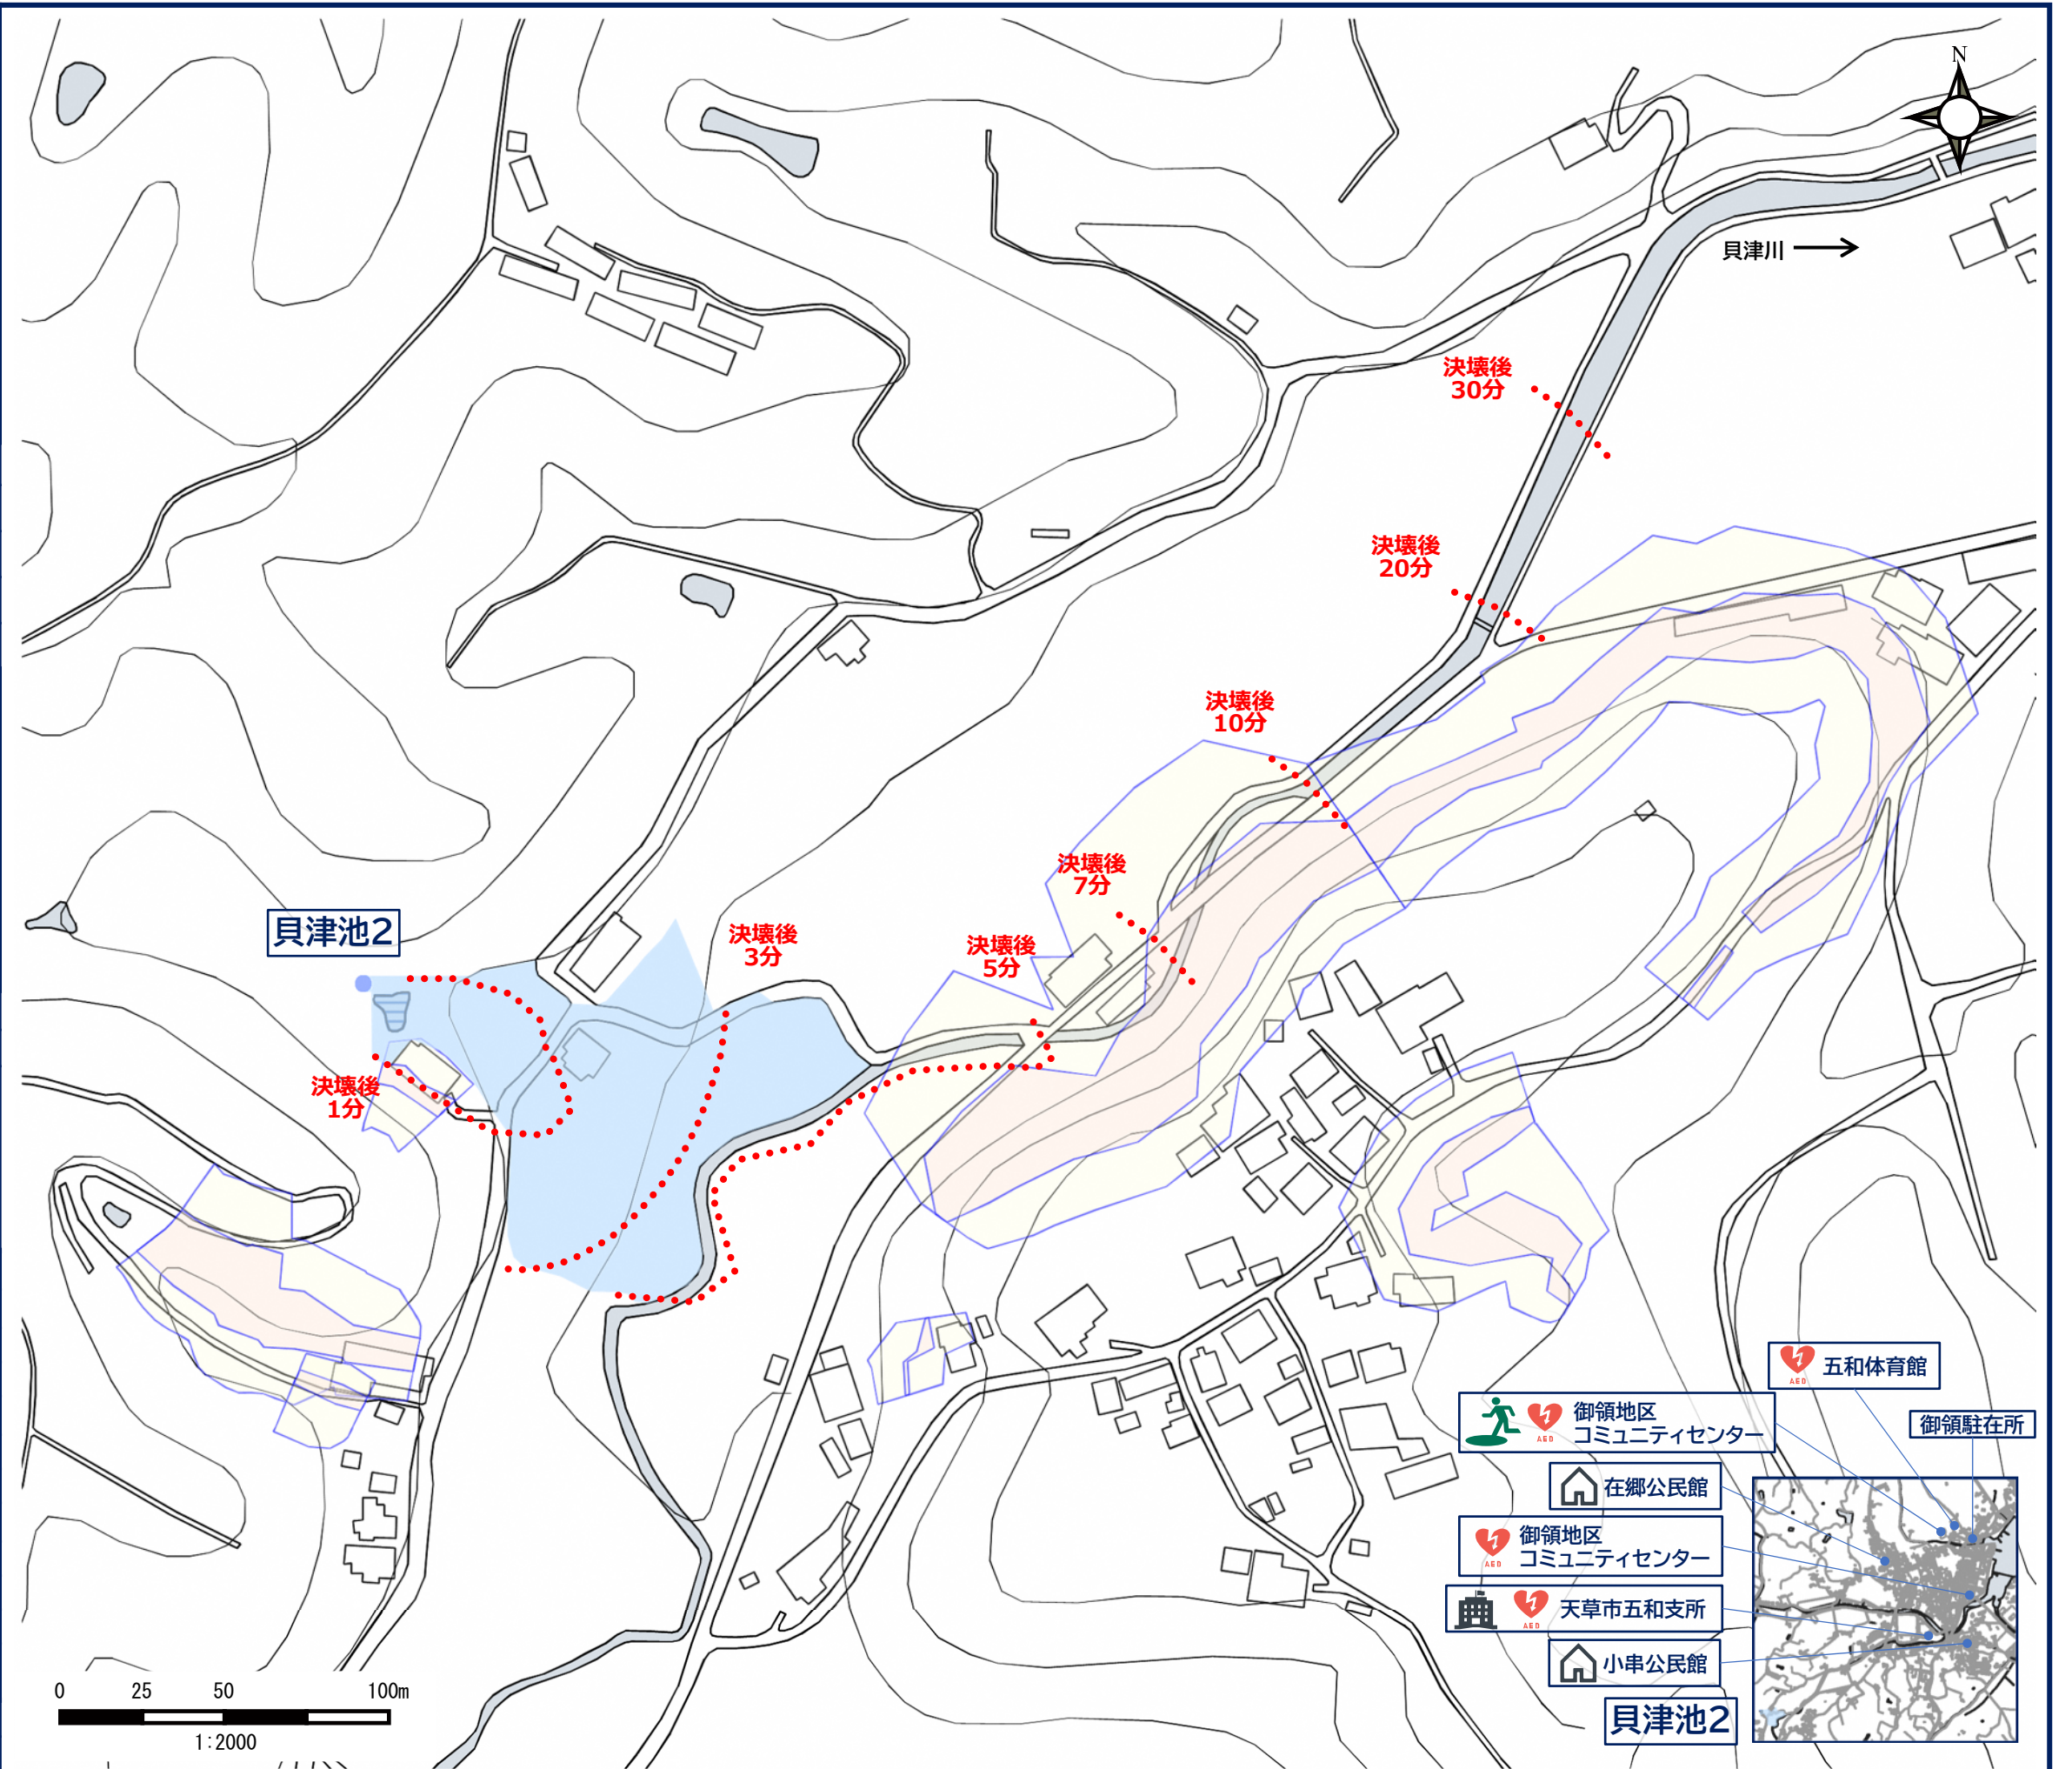 N
貝津川
決壊後
30分
決壊後
20分
決壊後
10分
決壊後
7分
決壊後
5分
決壊後
3分
貝津池2
決壊後
1分
五和体育館
AED
御領地区
コミュニティセンター
AED
御領駐在所
在郷公民館
御領地区
コミュニティセンター
AED
天草市五和支所
AED
小串公民館
貝津池2
0 25 50 100m
1:2000